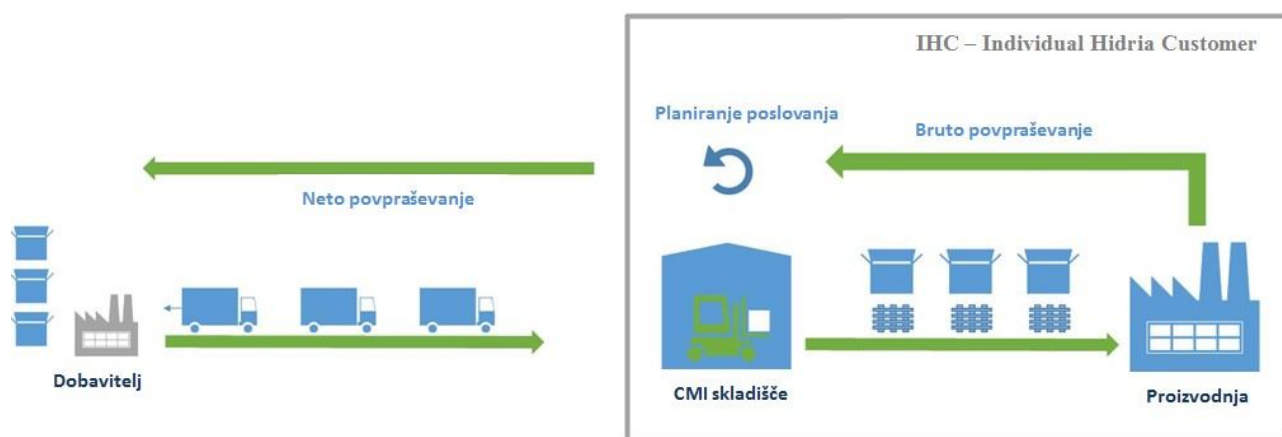 IHC – Individual Hidria Customer
Planiranje poslovanja
Bruto povpraševanje
Neto povpraševanje
Dobavitelj
CMI skladišče
Proizvodnja